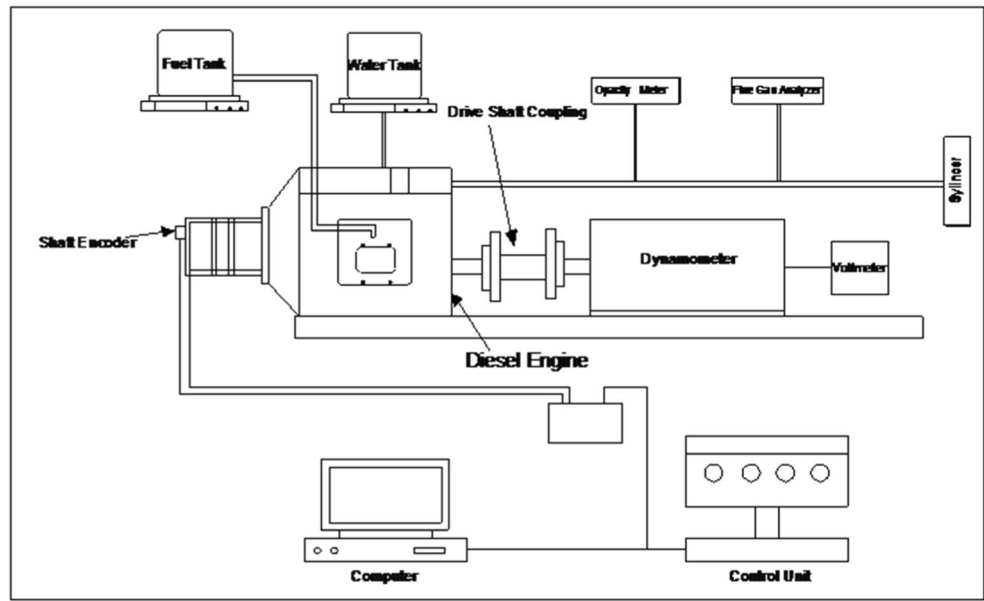 Fuel Tank
Water Tank
Opacity Meter
Flue Gas Analyzer
Drive Shaft Coupling
Shaft Encoder
Dynamometer
Voltmeter
Diesel Engine
Computer
Control Unit